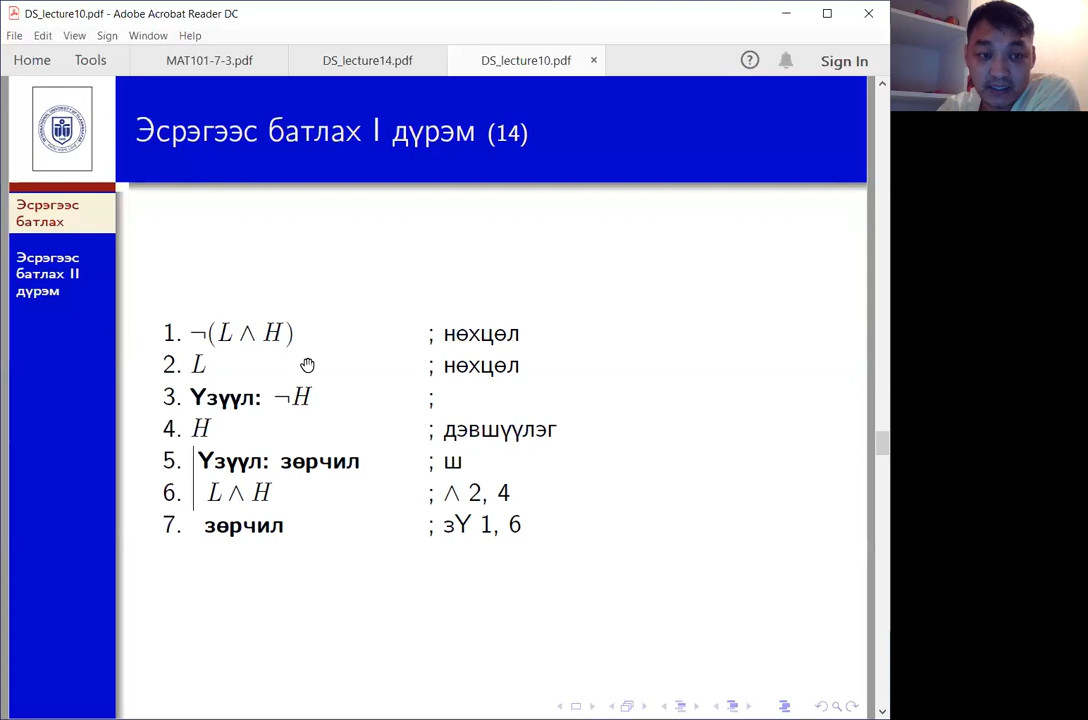 DS_lecture10.pdf - Adobe Acrobat Reader DC
File Edit View Sign Window Help
Home Tools MAT101-7-3.pdf DS_lecture14.pdf DS_lecture10.pdf × ? Sign In
Эсрэгээс батлах I дүрэм (14)
Эсрэгээс
батлах
Эсрэгээс
батлах II
дүрэм
1. ¬(L ∧ H) ; нөхцөл
2. L ; нөхцөл
3. Үзүүл: ¬H ;
4. H ; дэвшүүлэг
5. Үзүүл: зөрчил ; ш
6. L ∧ H ; ∧ 2, 4
7. зөрчил ; зҮ 1, 6